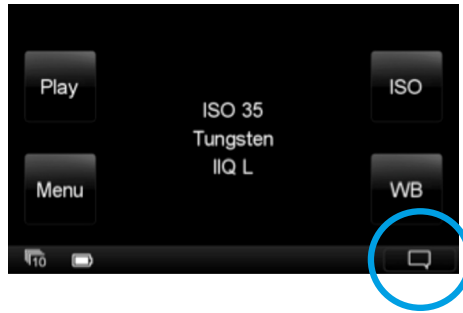 Play
ISO
ISO 35
Tungsten
IIQ L
Menu
WB
10